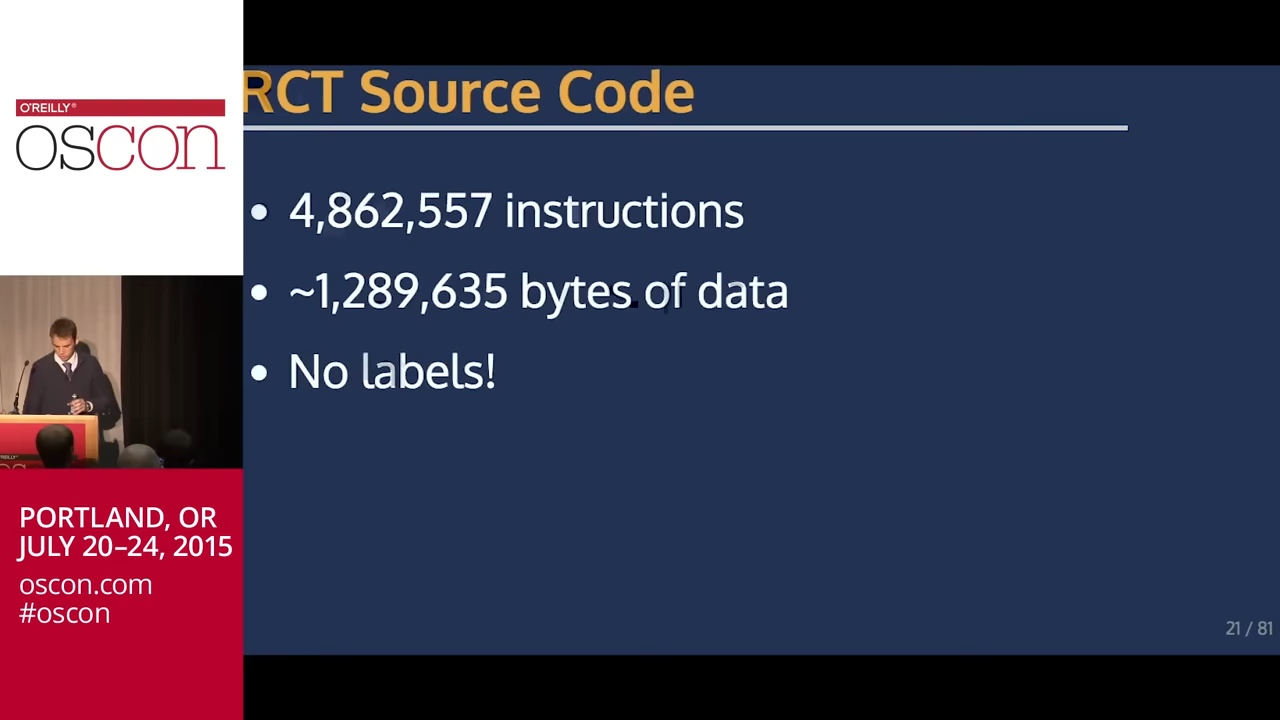 O'REILLY®
oscon
PORTLAND, OR
JULY 20–24, 2015
oscon.com
#oscon
RCT Source Code
• 4,862,557 instructions
• ~1,289,635 bytes of data
• No labels!
21 / 81